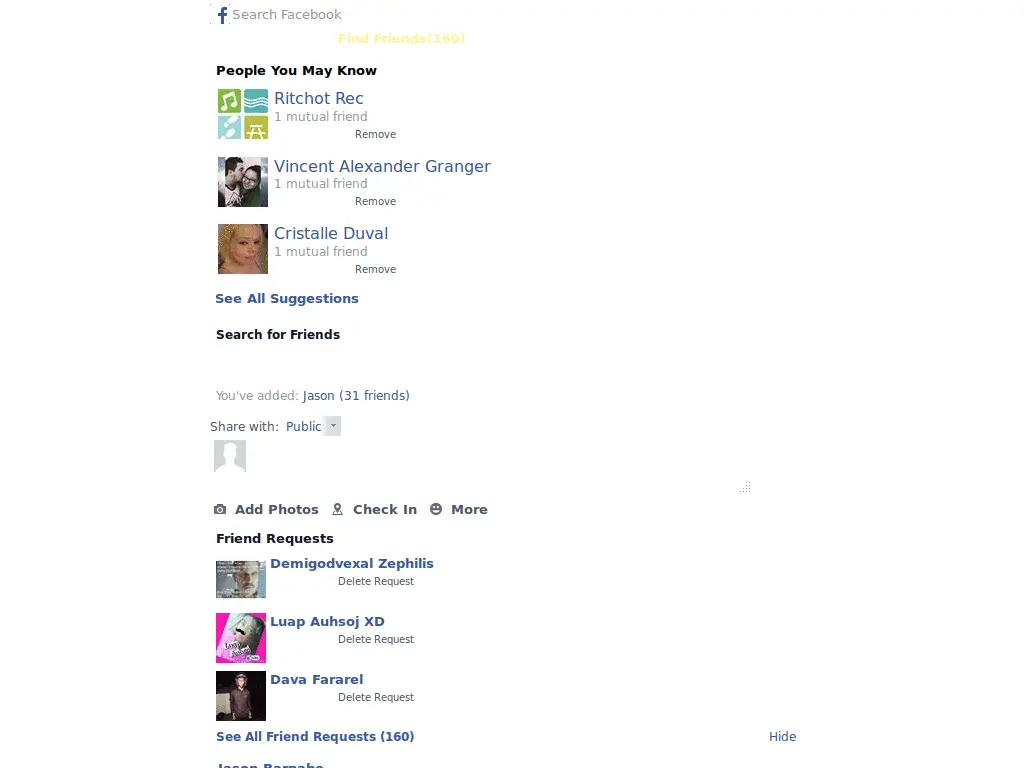 Search Facebook
Find Friends(160)
People You May Know
Ritchot Rec
1 mutual friend
Remove
Vincent Alexander Granger
1 mutual friend
Remove
Cristalle Duval
1 mutual friend
Remove
See All Suggestions
Search for Friends
You've added: Jason (31 friends)
Share with: Public
Add Photos Check In More
Friend Requests
Demigodvexal Zephilis
Delete Request
Luap Auhsoj XD
Delete Request
Dava Fararel
Delete Request
See All Friend Requests (160) Hide
Jason Barnabe